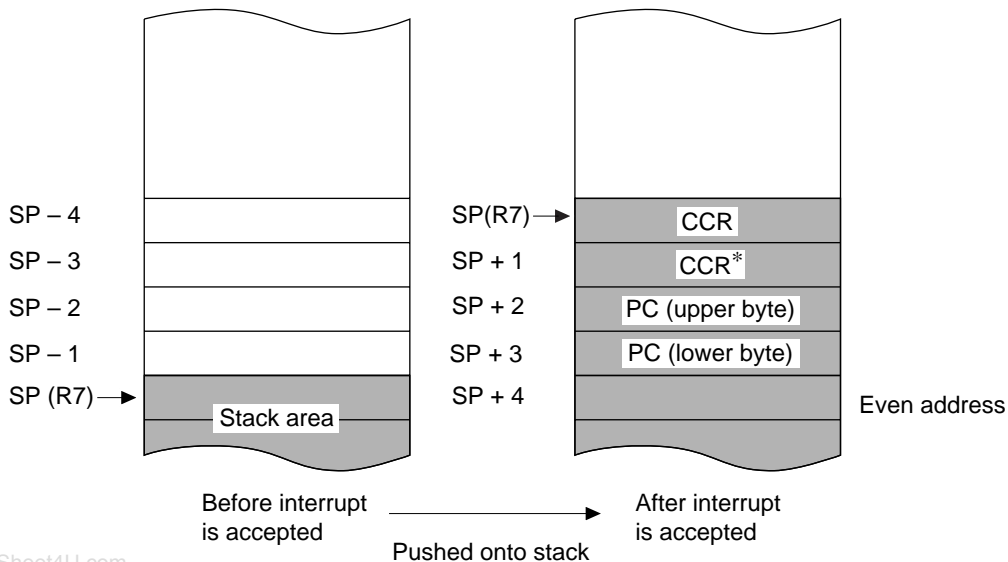 SP – 4
SP – 3
SP – 2
SP – 1
SP (R7)
Stack area
SP(R7)
SP + 1
SP + 2
SP + 3
SP + 4
CCR
CCR*
PC (upper byte)
PC (lower byte)
Even address
Before interrupt
is accepted
After interrupt
is accepted
Pushed onto stack
Sheet4U.com